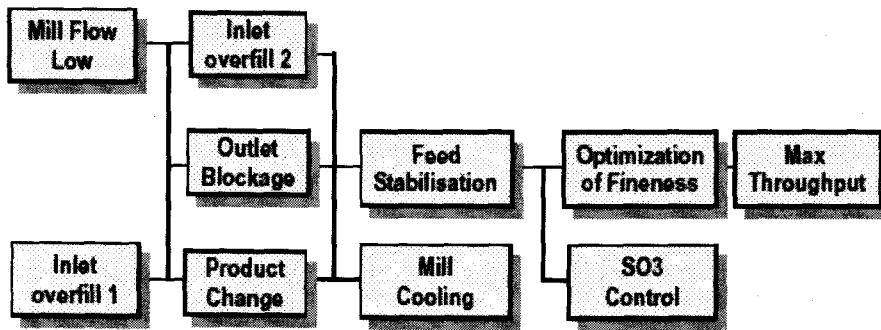 Mill Flow
Low
Inlet
overfill 2
Outlet
Blockage
Feed
Stabilisation
Optimization
of Fineness
Max
Throughput
Inlet
overfill 1
Product
Change
Mill
Cooling
SO3
Control